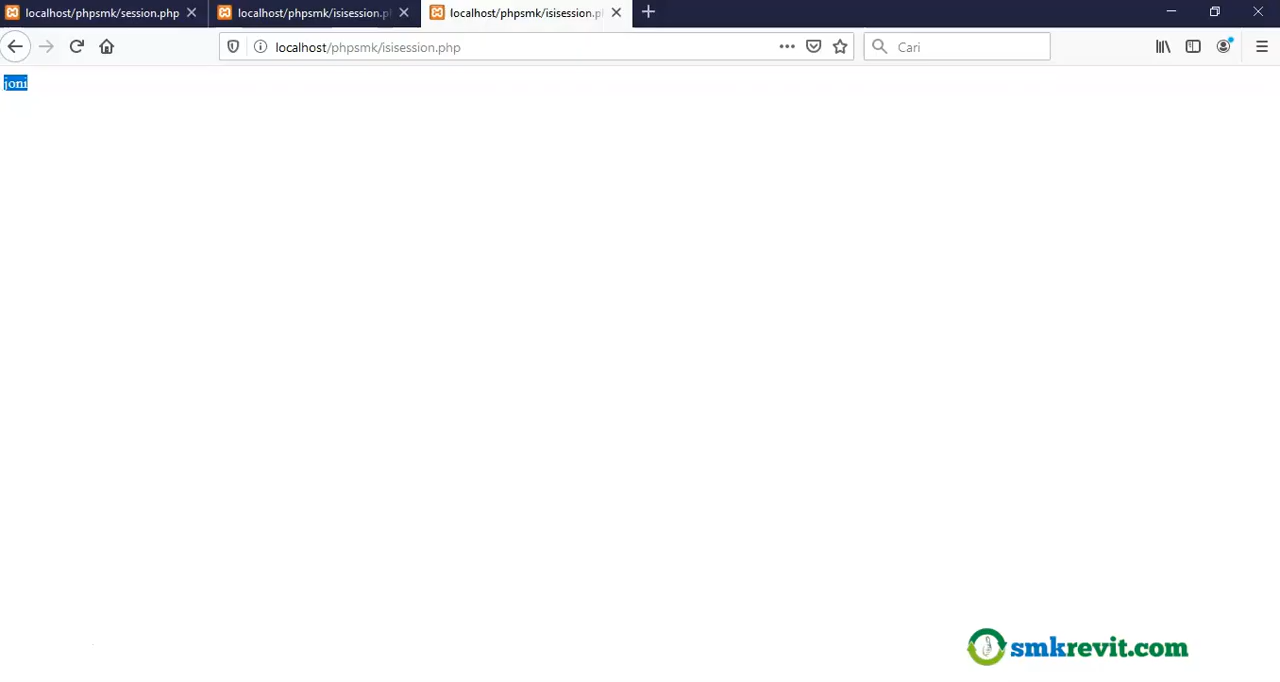 localhost/phpsmk/session.php
localhost/phpsmk/isisession.p
localhost/phpsmk/isisession.p
localhost/phpsmk/isisession.php
Cari
joni
smkrevit.com